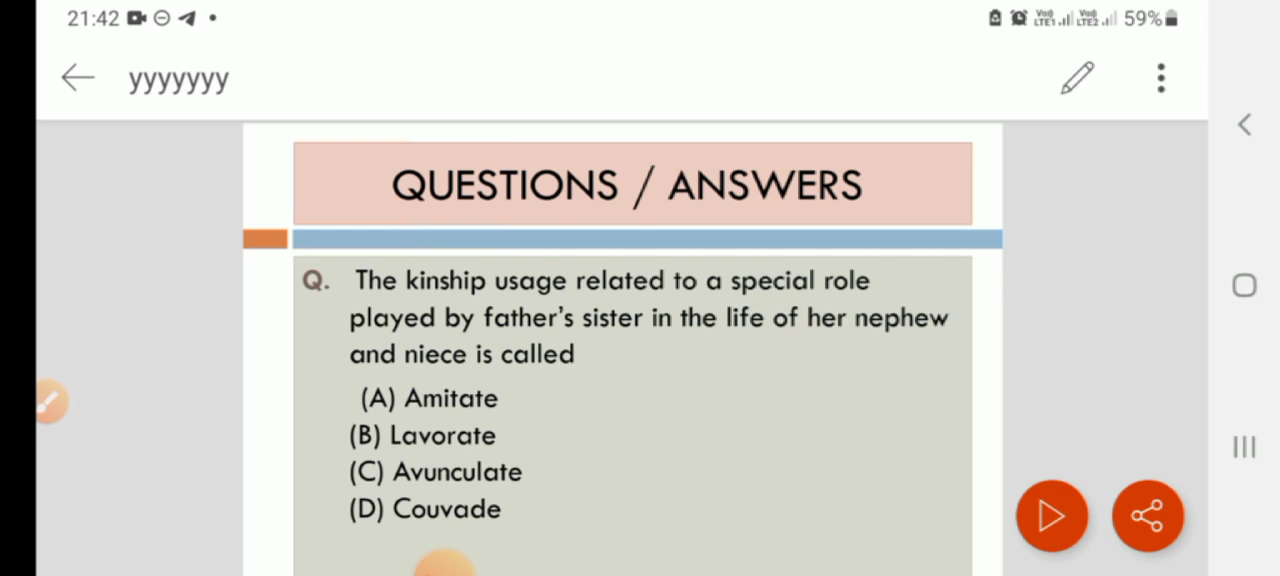 21:42 59%
yyyyyyy
QUESTIONS / ANSWERS
Q. The kinship usage related to a special role
played by father's sister in the life of her nephew
and niece is called
(A) Amitate
(B) Lavorate
(C) Avunculate
(D) Couvade